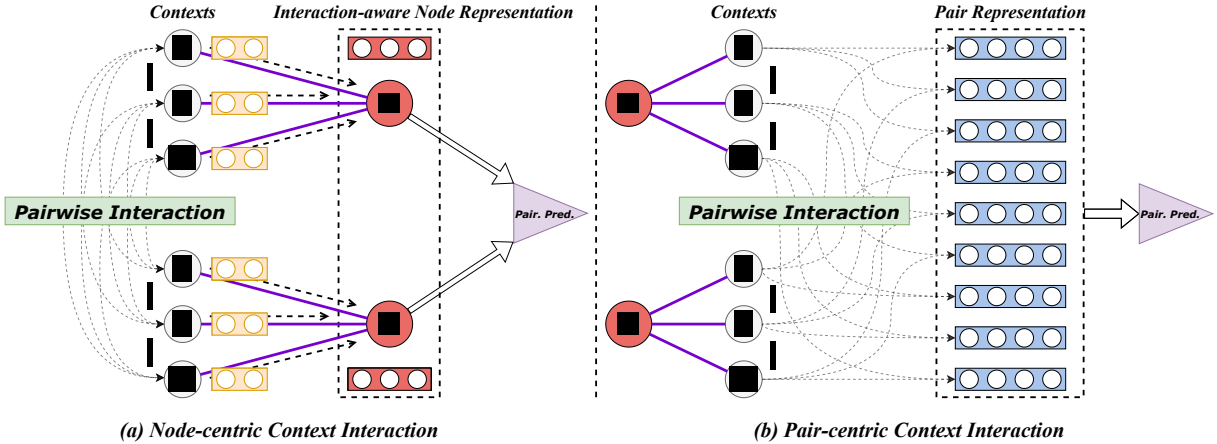 Contexts
Interaction-aware Node Representation
Pairwise Interaction
Pair. Pred.
(a) Node-centric Context Interaction
Contexts
Pair Representation
Pairwise Interaction
Pair. Pred.
(b) Pair-centric Context Interaction